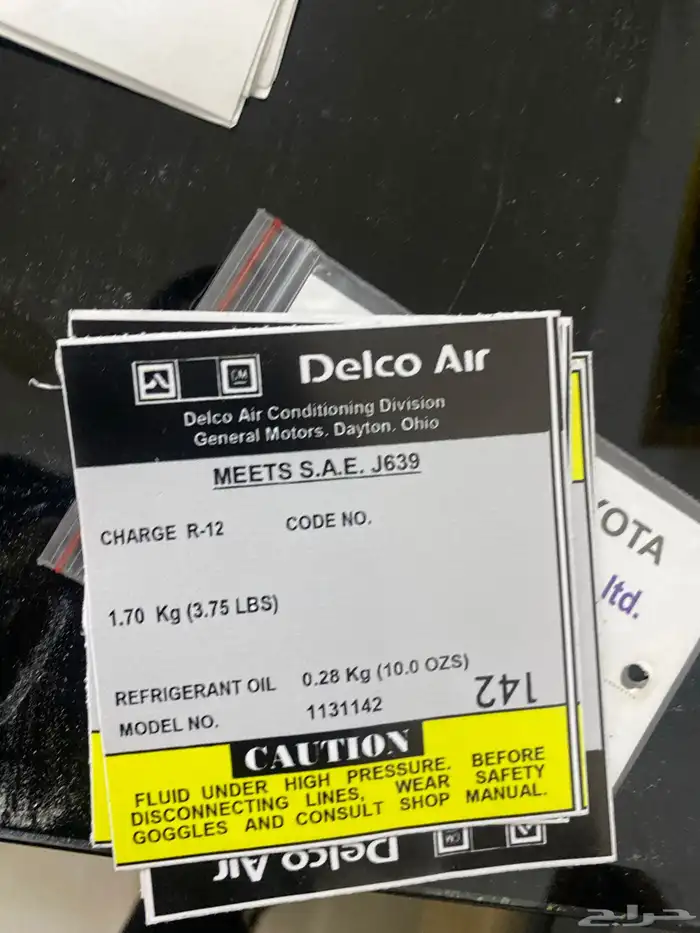 GM
Delco Air
Delco Air Conditioning Division
General Motors, Dayton, Ohio
MEETS S.A.E. J639
CHARGE R-12 CODE NO.
1.70 Kg (3.75 LBS)
REFRIGERANT OIL 0.28 Kg (10.0 OZS)
MODEL NO. 1131142
142
CAUTION
FLUID UNDER HIGH PRESSURE. BEFORE
DISCONNECTING LINES, WEAR SAFETY
GOGGLES AND CONSULT SHOP MANUAL.
OTA
ltd.
Delco Air
GM
حراج